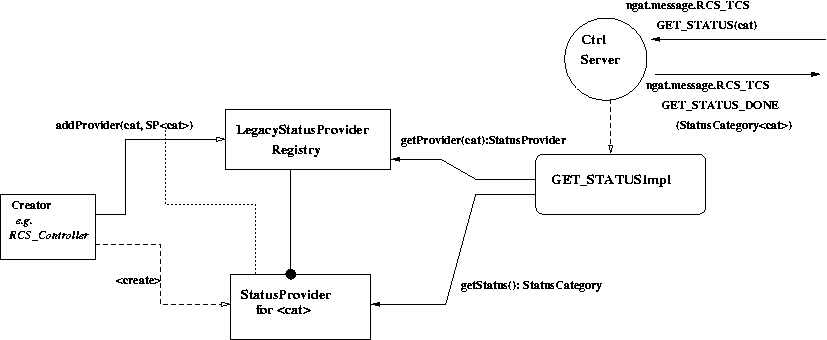 ngat.message.RCS_TCS
GET_STATUS(cat)
Ctrl
Server
ngat.message.RCS_TCS
GET_STATUS_DONE
{StatusCategory<cat>}
addProvider(cat, SP<cat>)
LegacyStatusProvider
Registry
getProvider(cat):StatusProvider
GET_STATUSImpl
Creator
e.g.
RCS_Controller
<create>
StatusProvider
for <cat>
getStatus(): StatusCategory